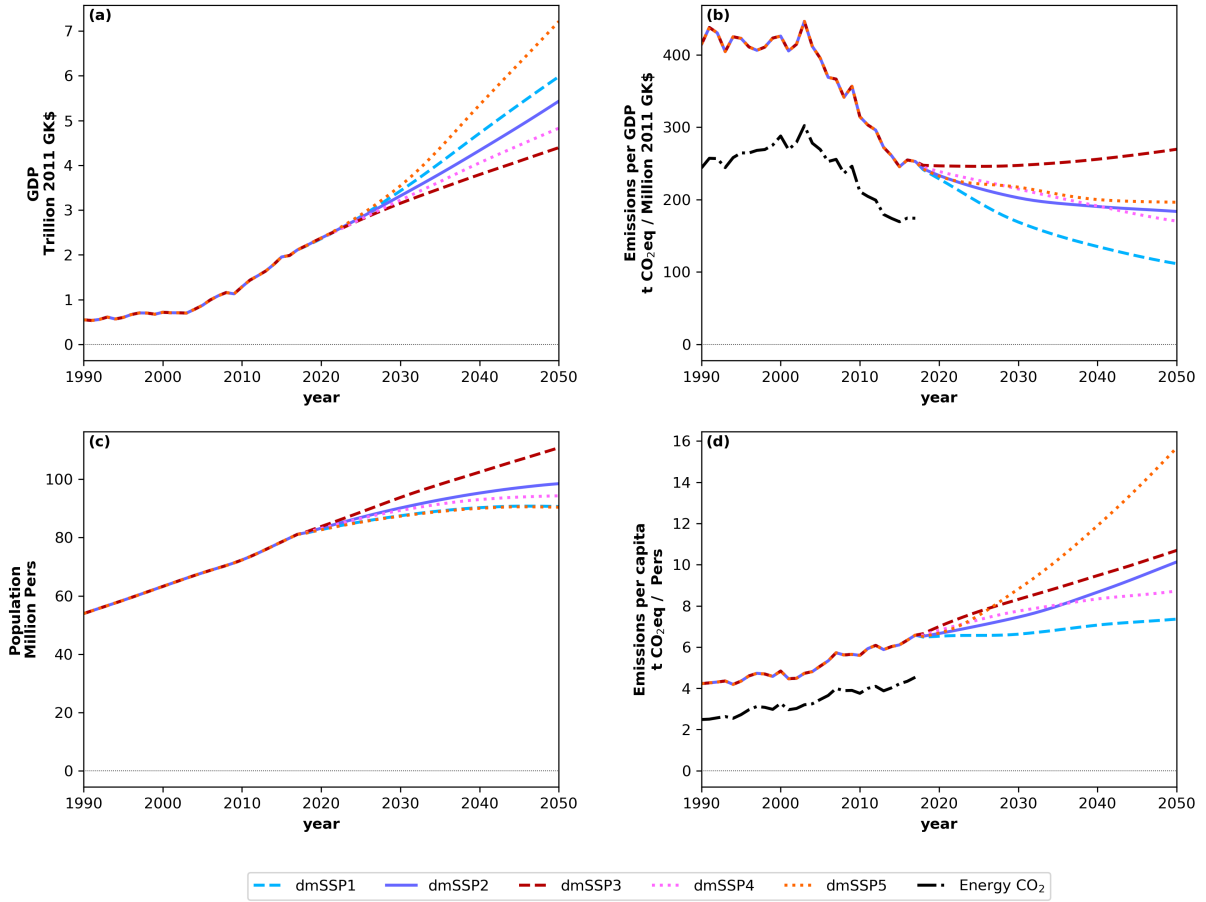 (a)
GDP
Trillion 2011 GK$
7
6
5
4
3
2
1
0
1990 2000 2010 2020 2030 2040 2050
year
(b)
Emissions per GDP
t CO₂eq / Million 2011 GK$
400
300
200
100
0
1990 2000 2010 2020 2030 2040 2050
year
(c)
Population
Million Pers
100
80
60
40
20
0
1990 2000 2010 2020 2030 2040 2050
year
(d)
Emissions per capita
t CO₂eq / Pers
16
14
12
10
8
6
4
2
0
1990 2000 2010 2020 2030 2040 2050
year
dmSSP1 dmSSP2 dmSSP3 dmSSP4 dmSSP5 Energy CO₂